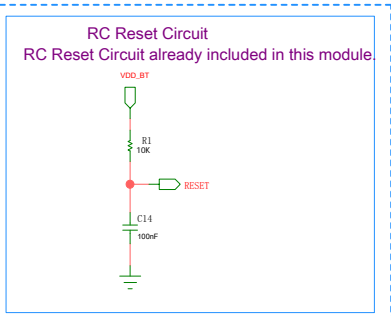 RC Reset Circuit
RC Reset Circuit already included in this module.
VDD_BT
R1
10K
RESET
C14
100nF